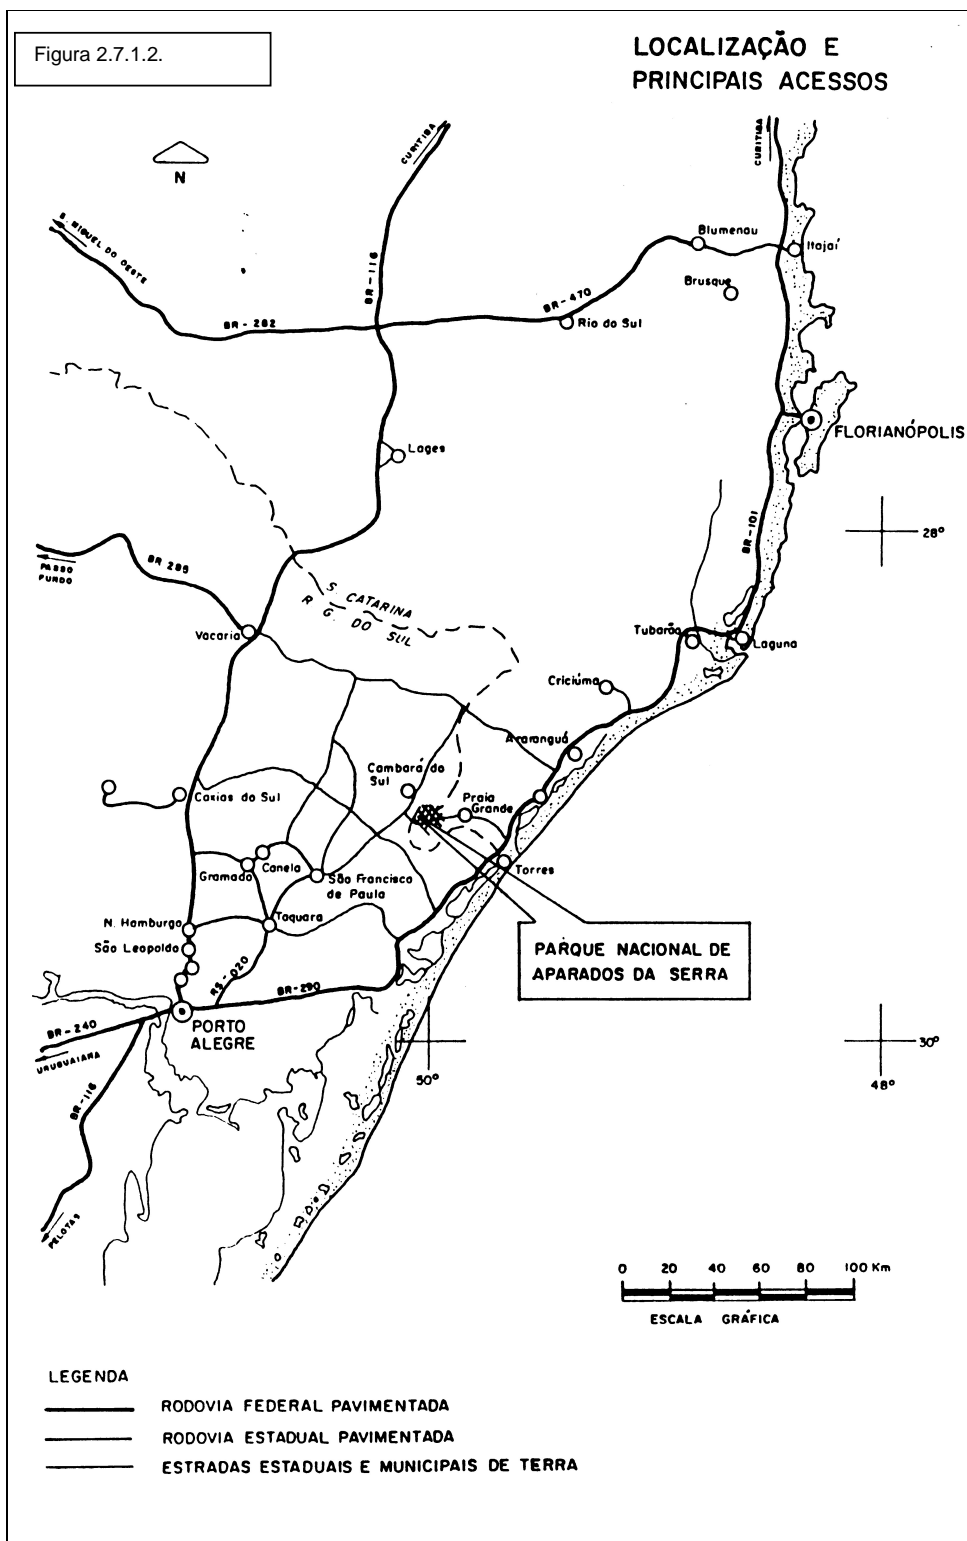 Figura 2.7.1.2.
LOCALIZAÇÃO E
PRINCIPAIS ACESSOS
N
CURITIBA
CURITIBA
S. MIGUEL DO OESTE
BR-116
BR-282
BR-470
Blumenau
Itajaí
Brusque
Rio do Sul
FLORIANÓPOLIS
Lages
BR-101
28º
PASSO
FUNDO
BR 285
S. CATARINA
R. G. DO SUL
Vacaria
Tubarão
Laguna
Criciúma
Araranguá
Cambará do
Sul
Praia
Grande
Caxias do Sul
Gramado
Canela
São Francisco
de Paula
Torres
N. Hamburgo
Taquara
São Leopoldo
PARQUE NACIONAL DE
APARADOS DA SERRA
RS-020
BR-290
PORTO
ALEGRE
BR-240
URUGUAIANA
BR-116
PELOTAS
50º
30º
48º
0 20 40 60 80 100 Km
ESCALA GRÁFICA
LEGENDA
RODOVIA FEDERAL PAVIMENTADA
RODOVIA ESTADUAL PAVIMENTADA
ESTRADAS ESTADUAIS E MUNICIPAIS DE TERRA